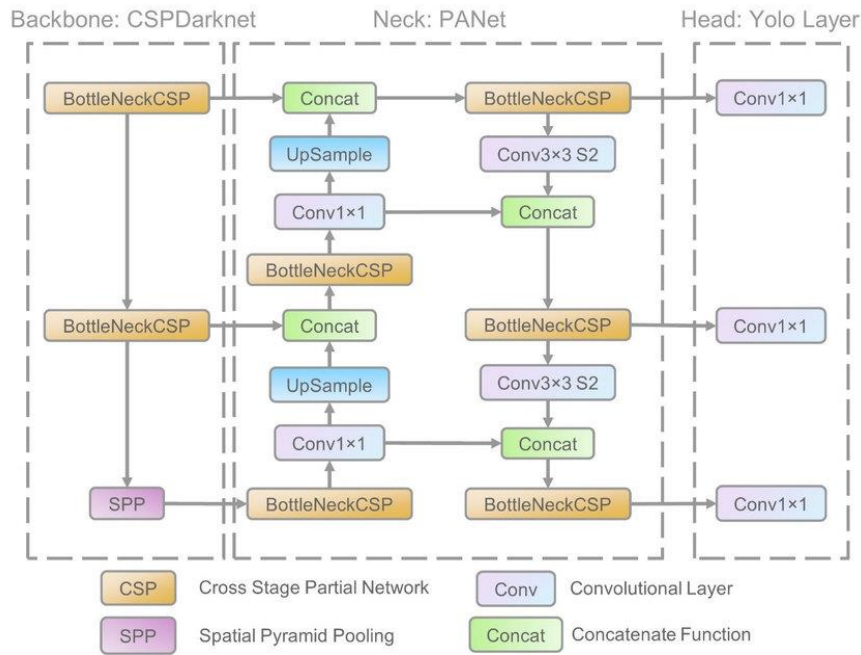 Backbone: CSPDarknet Neck: PANet Head: Yolo Layer
BottleNeckCSP Concat BottleNeckCSP Conv1×1
UpSample Conv3×3 S2
Conv1×1 Concat
BottleNeckCSP
BottleNeckCSP Concat BottleNeckCSP Conv1×1
UpSample Conv3×3 S2
Conv1×1 Concat
SPP BottleNeckCSP BottleNeckCSP Conv1×1
CSP Cross Stage Partial Network Conv Convolutional Layer
SPP Spatial Pyramid Pooling Concat Concatenate Function